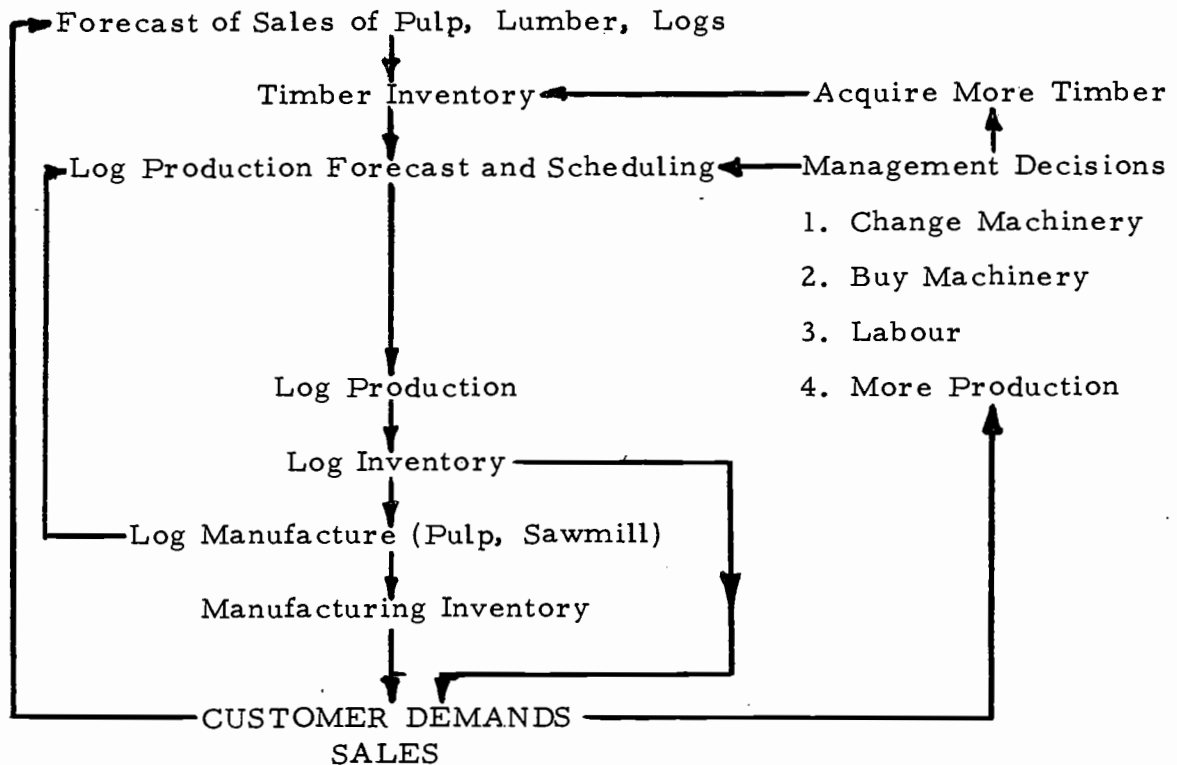 Forecast of Sales of Pulp, Lumber, Logs
Timber Inventory
Acquire More Timber
Log Production Forecast and Scheduling
Management Decisions
1. Change Machinery
2. Buy Machinery
3. Labour
4. More Production
Log Production
Log Inventory
Log Manufacture (Pulp, Sawmill)
Manufacturing Inventory
CUSTOMER DEMANDS
SALES